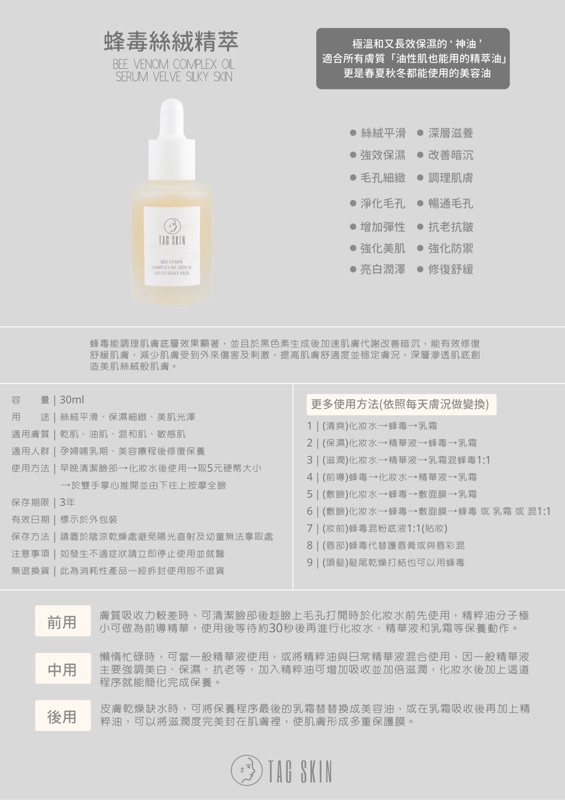 蜂毒絲絨精萃
BEE VENOM COMPLEX OIL
SERUM VELVE SILKY SKIN
極溫和又長效保濕的‘神油’
適合所有膚質「油性肌也能用的精萃油」
更是春夏秋冬都能使用的美容油
TAG SKIN
BEE VENOM
COMPLEX OIL SERUM
VELVE SILKY SKIN
● 絲絨平滑 ● 深層滋養
● 強效保濕 ● 改善暗沉
● 毛孔細緻 ● 調理肌膚
● 淨化毛孔 ● 暢通毛孔
● 增加彈性 ● 抗老抗皺
● 強化美肌 ● 強化防禦
● 亮白潤澤 ● 修復舒緩
蜂毒能調理肌膚底層效果顯著，並且於黑色素生成後加速肌膚代謝改善暗沉，能有效修復
舒緩肌膚，減少肌膚受到外來傷害及刺激，提高肌膚舒適度並穩定膚況，深層滲透肌底創
造美肌絲絨般肌膚。
容 量｜30ml
用 途｜絲絨平滑、保濕細緻、美肌光澤
適用膚質｜乾肌、油肌、混和肌、敏感肌
適用人群｜孕婦哺乳期、美容療程後修復保養
使用方法｜早晚清潔臉部→化妝水後使用→取5元硬幣大小
→於雙手掌心推開並由下往上按摩全臉
保存期限｜3年
有效日期｜標示於外包裝
保存方法｜請置於陰涼乾燥處避免陽光直射及幼童無法拿取處
注意事項｜如發生不適症狀請立即停止使用並就醫
無退換貨｜此為消耗性產品一經拆封使用恕不退貨
更多使用方法(依照每天膚況做變換)
1｜(清爽)化妝水→蜂毒→乳霜
2｜(保濕)化妝水→精華液→蜂毒→乳霜
3｜(滋潤)化妝水→精華液→乳霜混蜂毒1:1
4｜(前導)蜂毒→化妝水→精華液→乳霜
5｜(敷臉)化妝水→蜂毒→敷面膜→乳霜
6｜(敷臉)化妝水→蜂毒→敷面膜→蜂毒 或 乳霜 或 混1:1
7｜(妝前)蜂毒混粉底液1:1(貼妝)
8｜(唇部)蜂毒代替護唇膏或與唇彩混
9｜(頭髮)髮尾乾燥打結也可以用蜂毒
前用
膚質吸收力較差時，可清潔臉部後趁臉上毛孔打開時於化妝水前先使用，精粹油分子極
小可做為前導精華，使用後等待約30秒後再進行化妝水、精華液和乳霜等保養動作。
中用
懶惰忙碌時，可當一般精華液使用，或將精粹油與日常精華液混合使用，因一般精華液
主要強調美白、保濕、抗老等，加入精粹油可增加吸收並加倍滋潤，化妝水後加上這道
程序就能簡化完成保養。
後用
皮膚乾燥缺水時，可將保養程序最後的乳霜替替換成美容油，或在乳霜吸收後再加上精
粹油，可以將滋潤度完美封在肌膚裡，使肌膚形成多重保護膜。
TAG SKIN